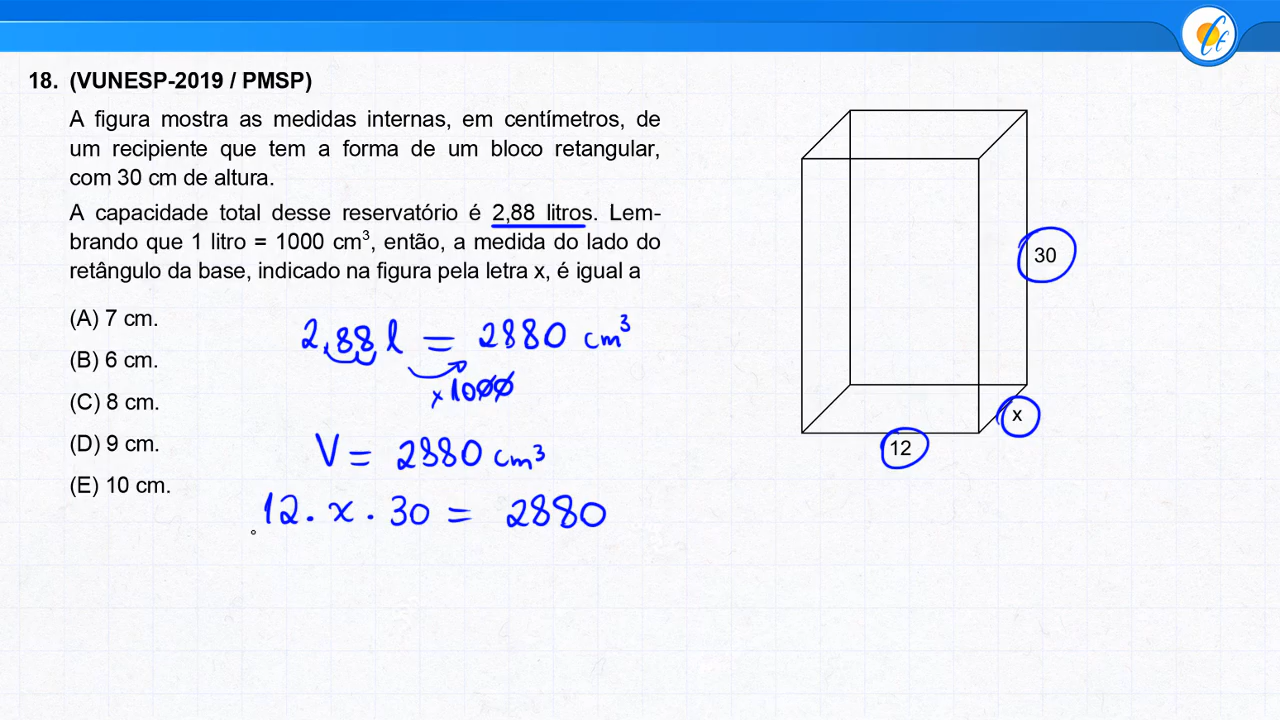 18. (VUNESP-2019 / PMSP)
A figura mostra as medidas internas, em centímetros, de
um recipiente que tem a forma de um bloco retangular,
com 30 cm de altura.
A capacidade total desse reservatório é 2,88 litros. Lem-
brando que 1 litro = 1000 cm³, então, a medida do lado do
retângulo da base, indicado na figura pela letra x, é igual a
(A) 7 cm.
(B) 6 cm.
(C) 8 cm.
(D) 9 cm.
(E) 10 cm.
2,88 l = 2880 cm³
x1000
V = 2880 cm³
12 . x . 30 = 2880
30
x
12
CE